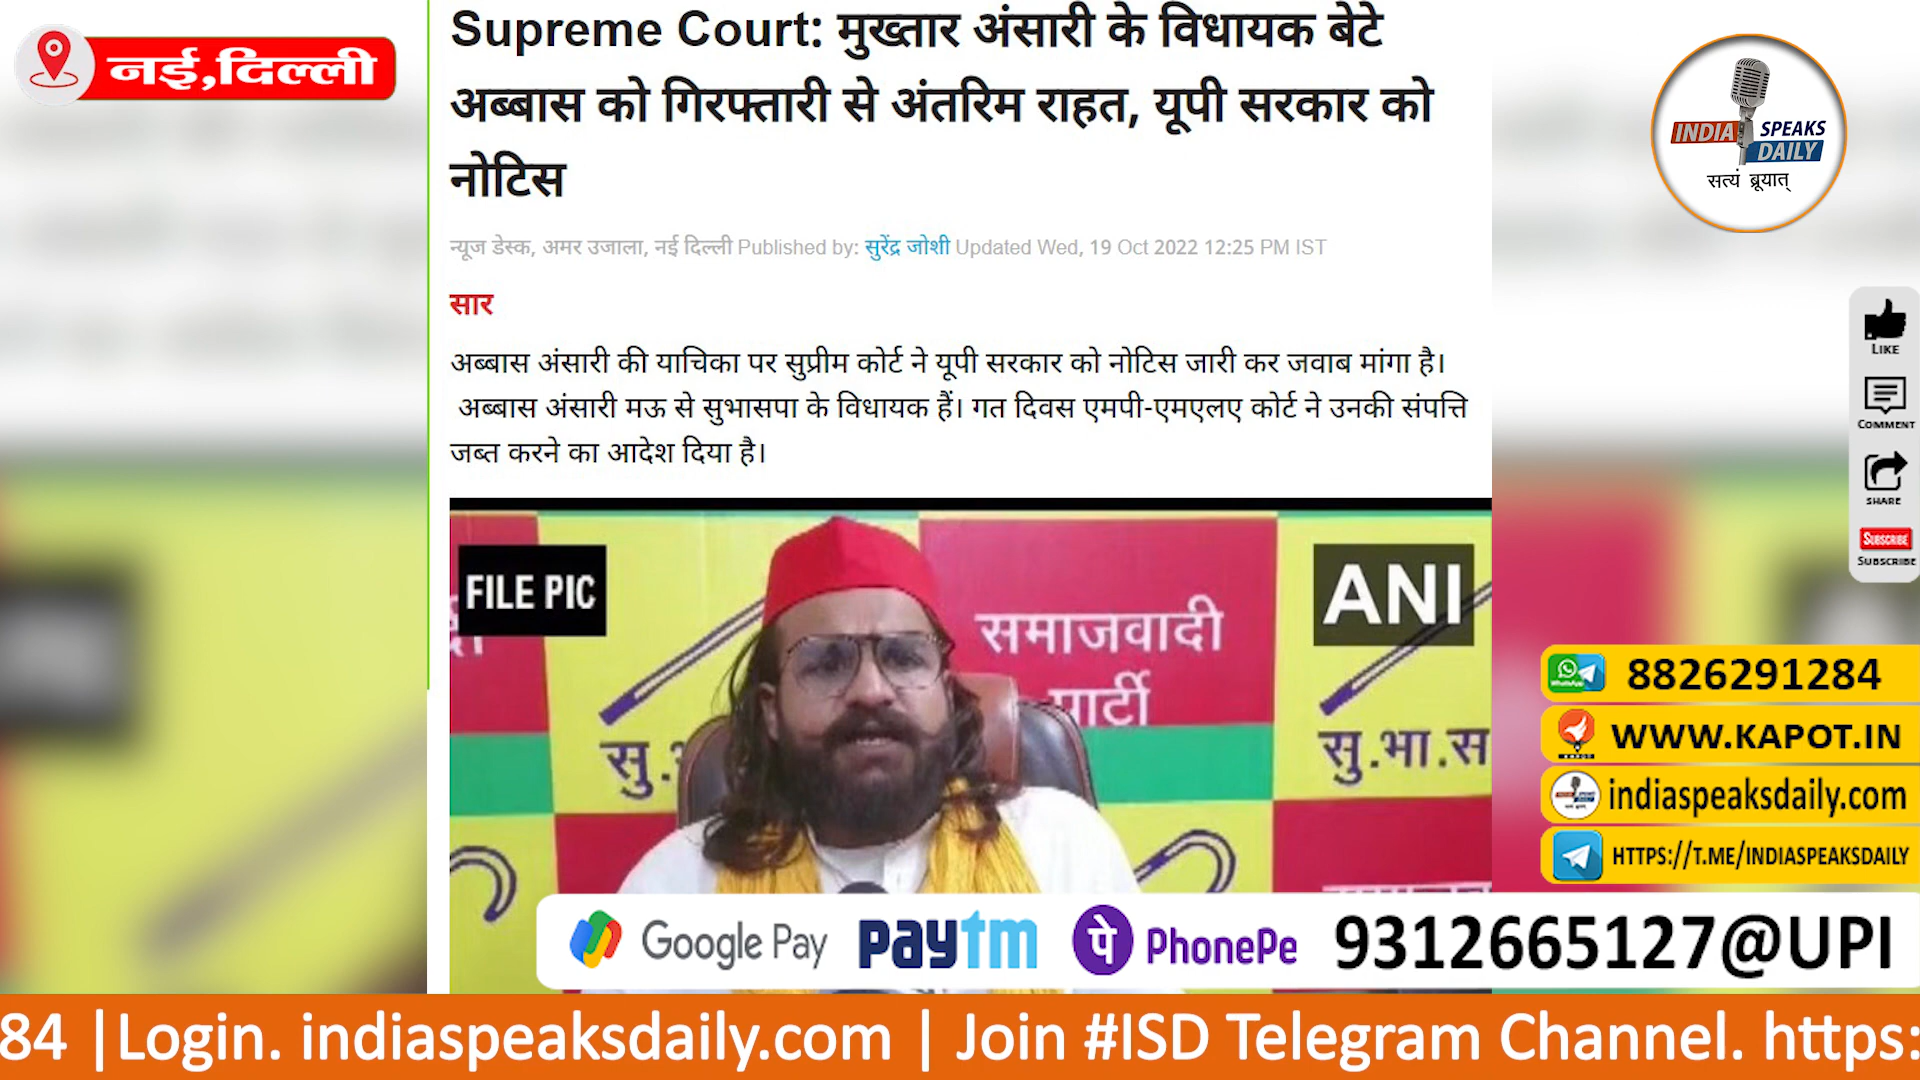 नई,दिल्ली
Supreme Court: मुख्तार अंसारी के विधायक बेटे
अब्बास को गिरफ्तारी से अंतरिम राहत, यूपी सरकार को
नोटिस
न्यूज डेस्क, अमर उजाला, नई दिल्ली Published by: सुरेंद्र जोशी Updated Wed, 19 Oct 2022 12:25 PM IST
सार
अब्बास अंसारी की याचिका पर सुप्रीम कोर्ट ने यूपी सरकार को नोटिस जारी कर जवाब मांगा है।
अब्बास अंसारी मऊ से सुभासपा के विधायक हैं। गत दिवस एमपी-एमएलए कोर्ट ने उनकी संपत्ति
जब्त करने का आदेश दिया है।
FILE PIC
ANI
समाजवादी
पार्टी
सु.
सु.भा.स
INDIA SPEAKS
DAILY
सत्यं ब्रूयात्
LIKE
COMMENT
SHARE
SUBSCRIBE
SUBSCRIBE
8826291284
WWW.KAPOT.IN
indiaspeaksdaily.com
HTTPS://T.ME/INDIASPEAKSDAILY
Google Pay paytm पे PhonePe 9312665127@UPI
84 |Login. indiaspeaksdaily.com | Join #ISD Telegram Channel. https: